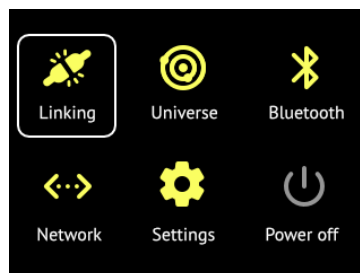 Linking
Universe
Bluetooth
Network
Settings
Power off